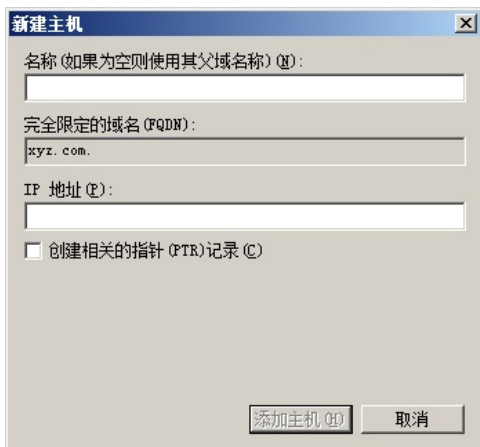 新建主机
名称(如果为空则使用其父域名称)(N):
完全限定的域名(FQDN):
xyz.com.
IP 地址(P):
创建相关的指针(PTR)记录(C)
添加主机(H)
取消